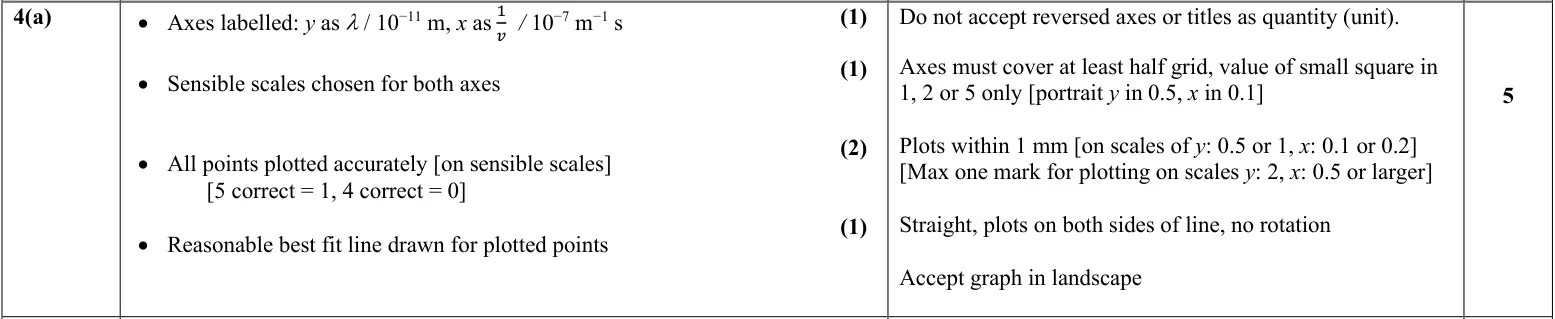 4(a)
• Axes labelled: y as λ / 10⁻¹¹ m, x as 1/v / 10⁻⁷ m⁻¹ s (1) Do not accept reversed axes or titles as quantity (unit).
• Sensible scales chosen for both axes (1) Axes must cover at least half grid, value of small square in
1, 2 or 5 only [portrait y in 0.5, x in 0.1]
5
• All points plotted accurately [on sensible scales] (2) Plots within 1 mm [on scales of y: 0.5 or 1, x: 0.1 or 0.2]
[5 correct = 1, 4 correct = 0] [Max one mark for plotting on scales y: 2, x: 0.5 or larger]
• Reasonable best fit line drawn for plotted points (1) Straight, plots on both sides of line, no rotation
Accept graph in landscape